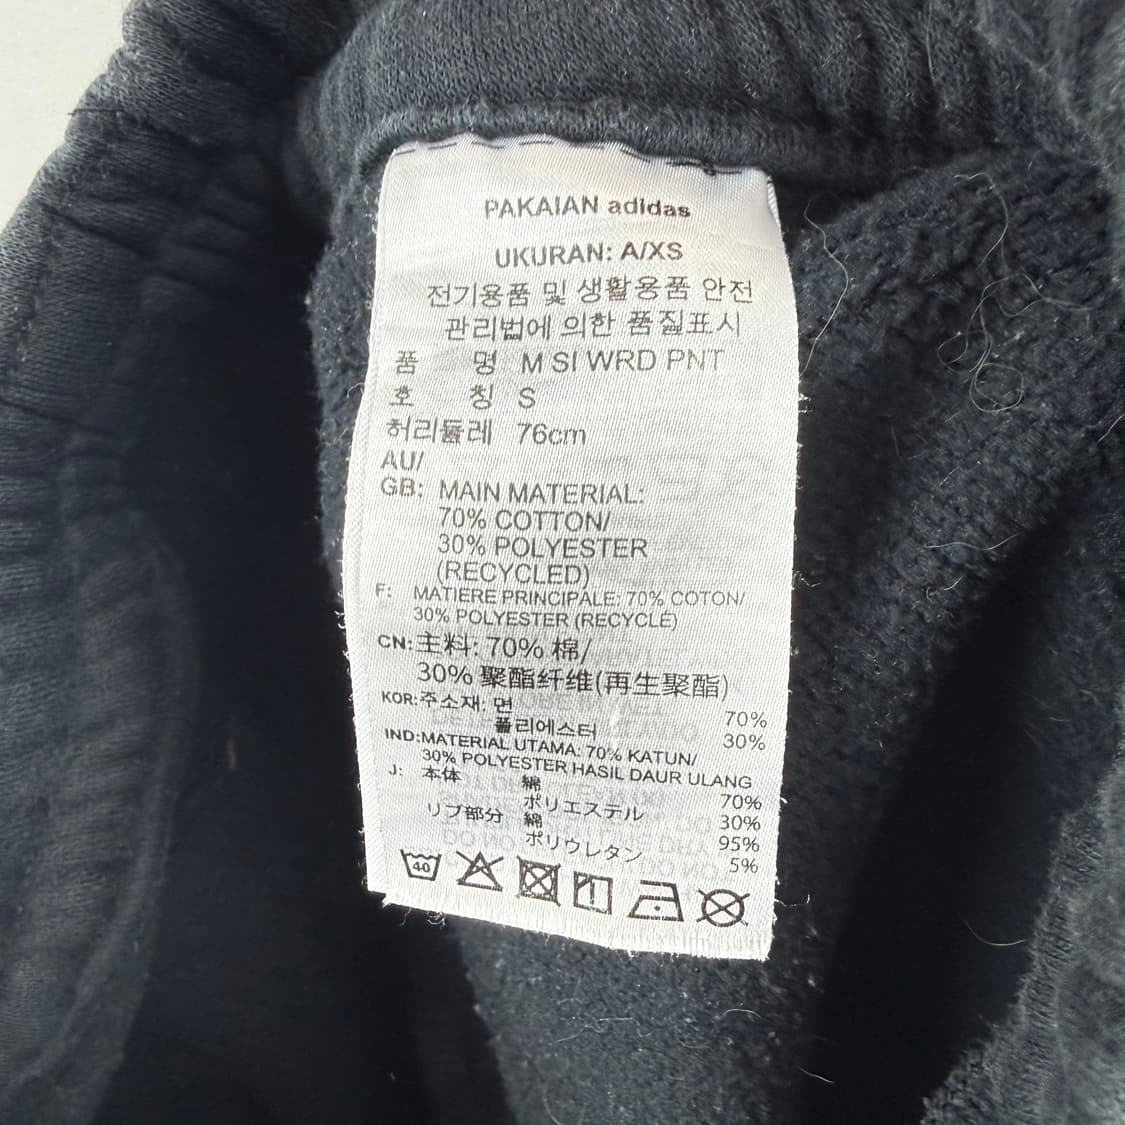 PAKAIAN adidas
UKURAN: A/XS
전기용품 및 생활용품 안전
관리법에 의한 품질표시
품 명 M SI WRD PNT
호 칭 S
허리둘레 76cm
AU/
GB: MAIN MATERIAL:
70% COTTON/
30% POLYESTER
(RECYCLED)
F: MATIERE PRINCIPALE: 70% COTON/
30% POLYESTER (RECYCLE)
CN: 主料: 70% 棉/
30% 聚酯纤维(再生聚酯)
KOR: 주소재: 면 70%
폴리에스터 30%
IND: MATERIAL UTAMA: 70% KATUN/
30% POLYESTER HASIL DAUR ULANG
J: 本体 綿 70%
ポリエステル 30%
リブ部分 綿 95%
ポリウレタン 5%
40